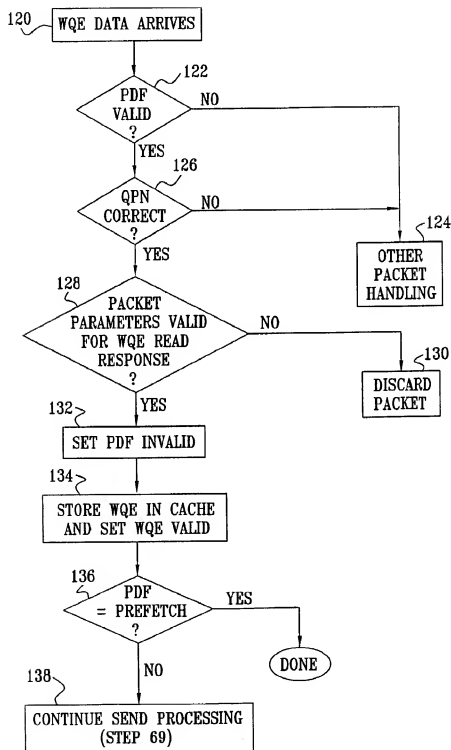 120
WQE DATA ARRIVES
122
PDF
VALID
?
NO
YES
126
QPN
CORRECT
?
NO
YES
124
OTHER
PACKET
HANDLING
128
PACKET
PARAMETERS VALID
FOR WQE READ
RESPONSE
?
NO
YES
130
DISCARD
PACKET
132
SET PDF INVALID
134
STORE WQE IN CACHE
AND SET WQE VALID
136
PDF
= PREFETCH
?
YES
NO
DONE
138
CONTINUE SEND PROCESSING
(STEP 69)